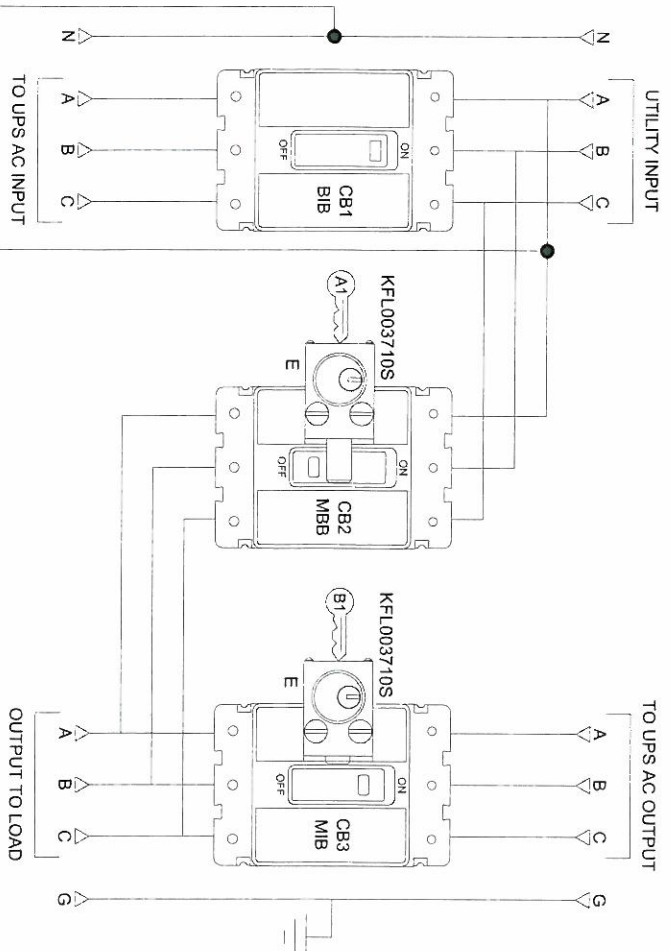 UTILITY INPUT
N
A
B
C
ON
OFF
CB1
BIB
N
A
B
C
TO UPS AC INPUT
KFL003710S
A1
E
ON
OFF
CB2
MBB
TO UPS AC OUTPUT
A
B
C
G
KFL003710S
B1
E
ON
OFF
CB3
MIB
A
B
C
G
OUTPUT TO LOAD